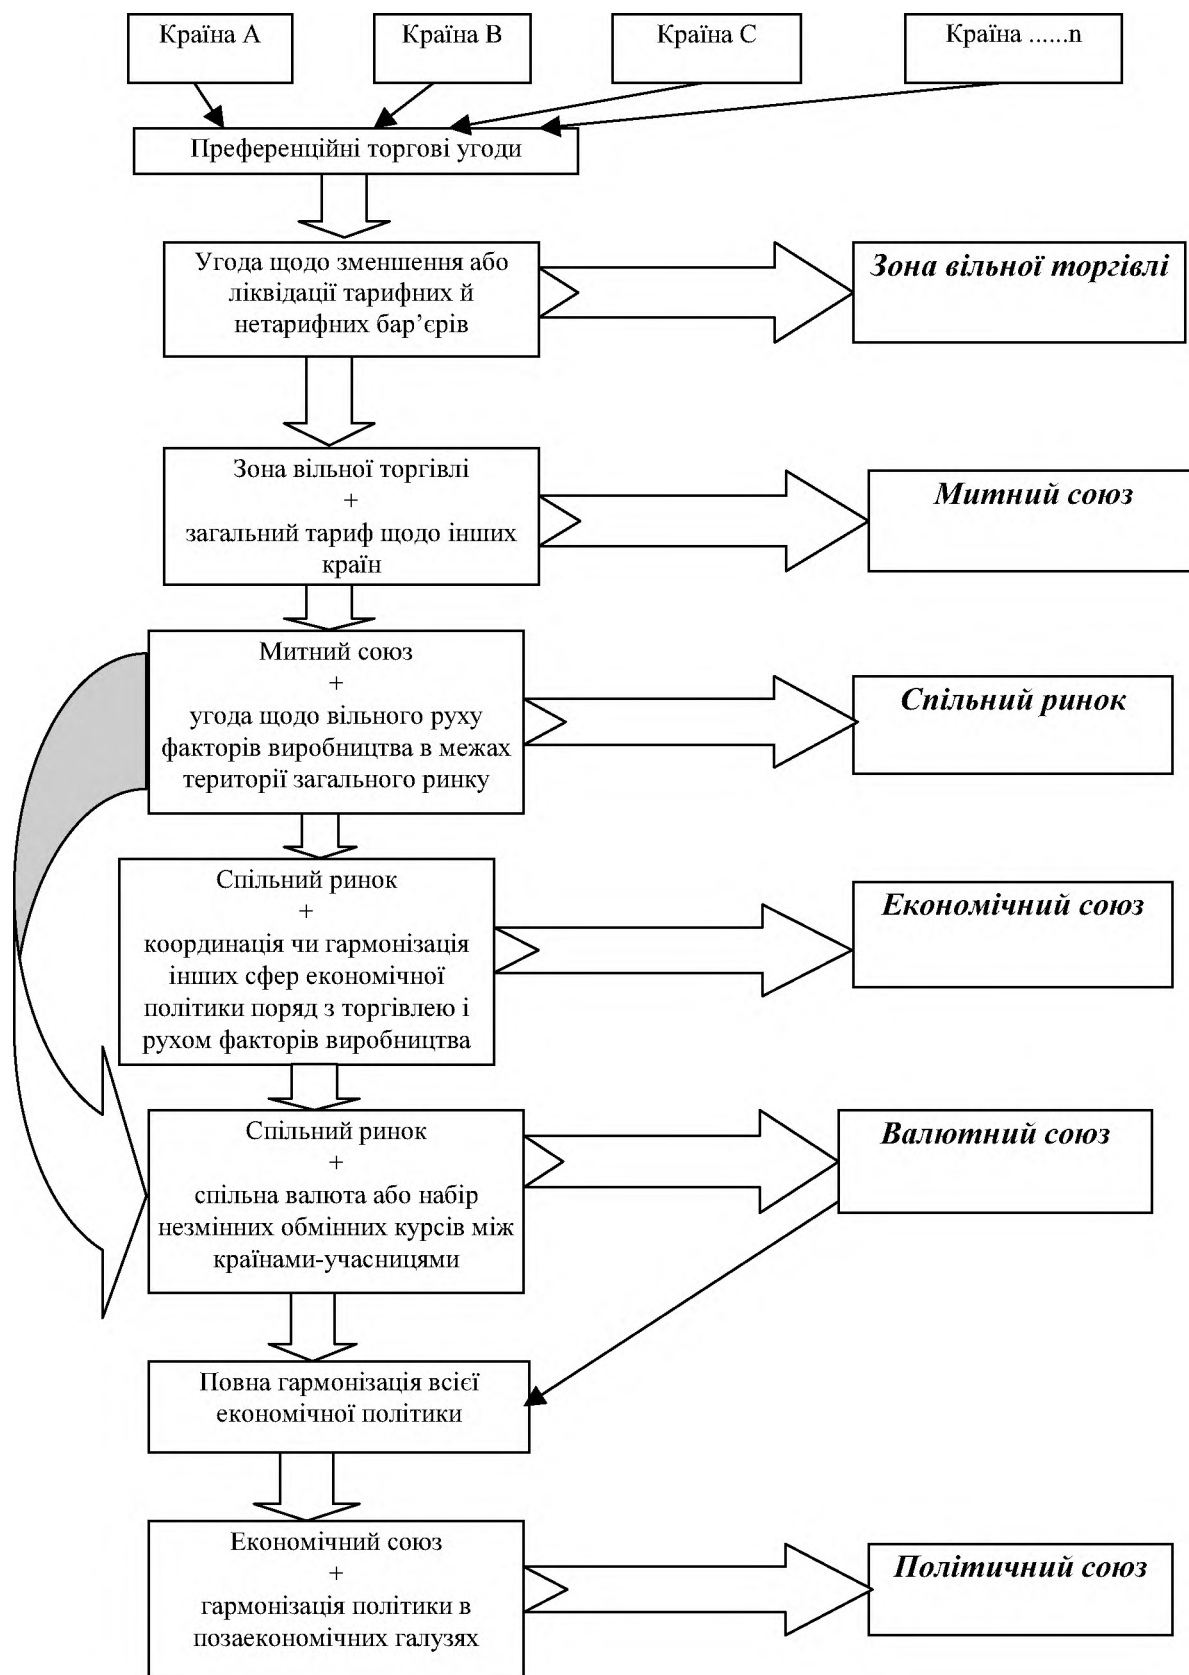 Країна А
Країна В
Країна С
Країна ......n
Преференційні торгові угоди
Угода щодо зменшення або
ліквідації тарифних й
нетарифних бар’єрів
Зона вільної торгівлі
Зона вільної торгівлі
+
загальний тариф щодо інших
країн
Митний союз
Митний союз
+
угода щодо вільного руху
факторів виробництва в межах
території загального ринку
Спільний ринок
Спільний ринок
+
координація чи гармонізація
інших сфер економічної
політики поряд з торгівлею і
рухом факторів виробництва
Економічний союз
Спільний ринок
+
спільна валюта або набір
незмінних обмінних курсів між
країнами-учасницями
Валютний союз
Повна гармонізація всієї
економічної політики
Економічний союз
+
гармонізація політики в
позаекономічних галузях
Політичний союз